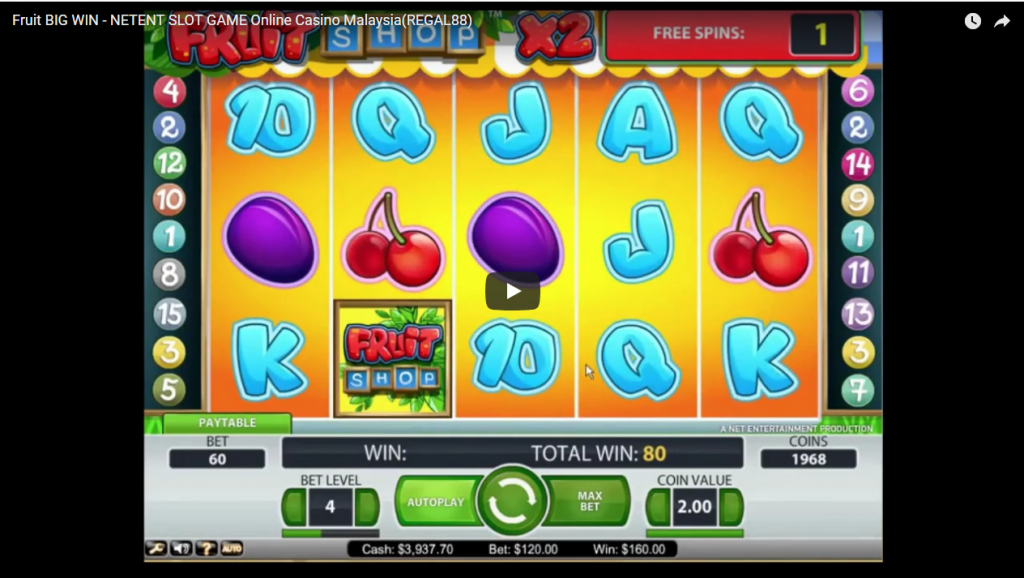 Fruit BIG WIN - NETENT SLOT GAME Online Casino Malaysia(REGAL88)
FRUIT SHOP™ X2 FREE SPINS: 1
4 10 Q J A Q 6
2 2
12 14
10 9
1 J 1
8 11
15 13
3 K FRUIT SHOP 10 Q K 3
5 7
PAYTABLE
A NET ENTERTAINMENT PRODUCTION
BET WIN: TOTAL WIN: 80 COINS
60 1968
BET LEVEL COIN VALUE
4 AUTOPLAY MAX BET 2.00
? AUTO Cash: $3,937.70 Bet: $120.00 Win: $160.00